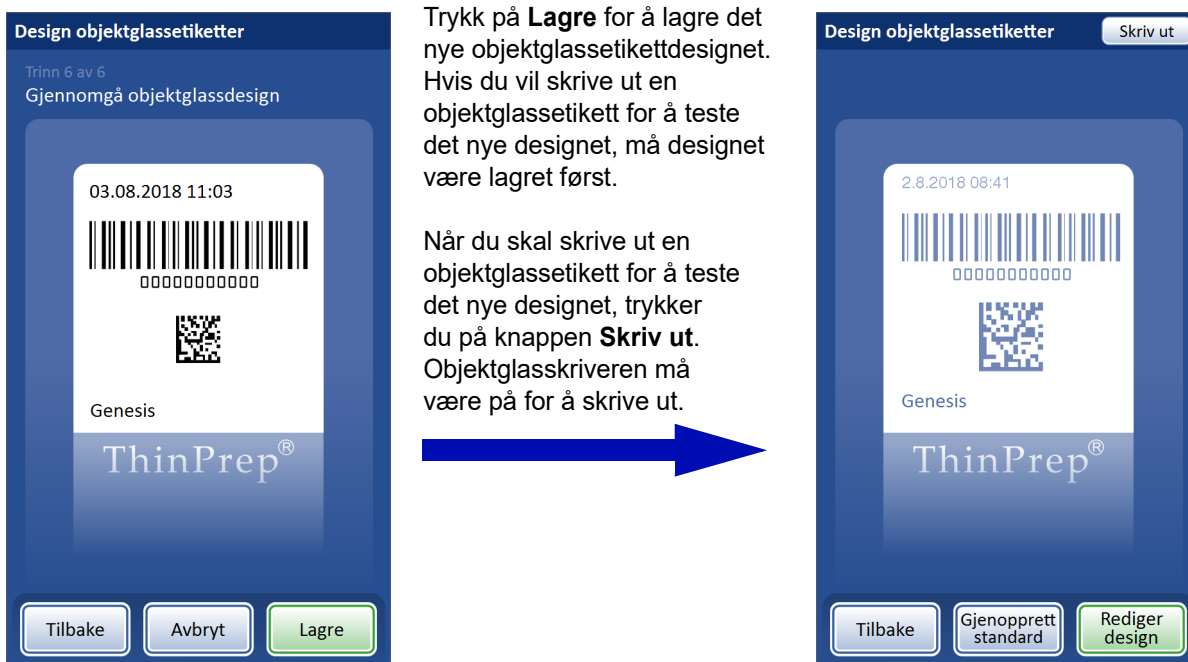 Design objektglassetiketter
Trinn 6 av 6
Gjennomgå objektglassdesign
03.08.2018 11:03
00000000000
Genesis
ThinPrep®
Tilbake
Avbryt
Lagre
Trykk på Lagre for å lagre det
nye objektglassetikettdesignet.
Hvis du vil skrive ut en
objektglassetikett for å teste
det nye designet, må designet
være lagret først.
Når du skal skrive ut en
objektglassetikett for å teste
det nye designet, trykker
du på knappen Skriv ut.
Objektglasskriveren må
være på for å skrive ut.
Design objektglassetiketter
Skriv ut
2.8.2018 08:41
00000000000
Genesis
ThinPrep®
Tilbake
Gjenopprett
standard
Rediger
design